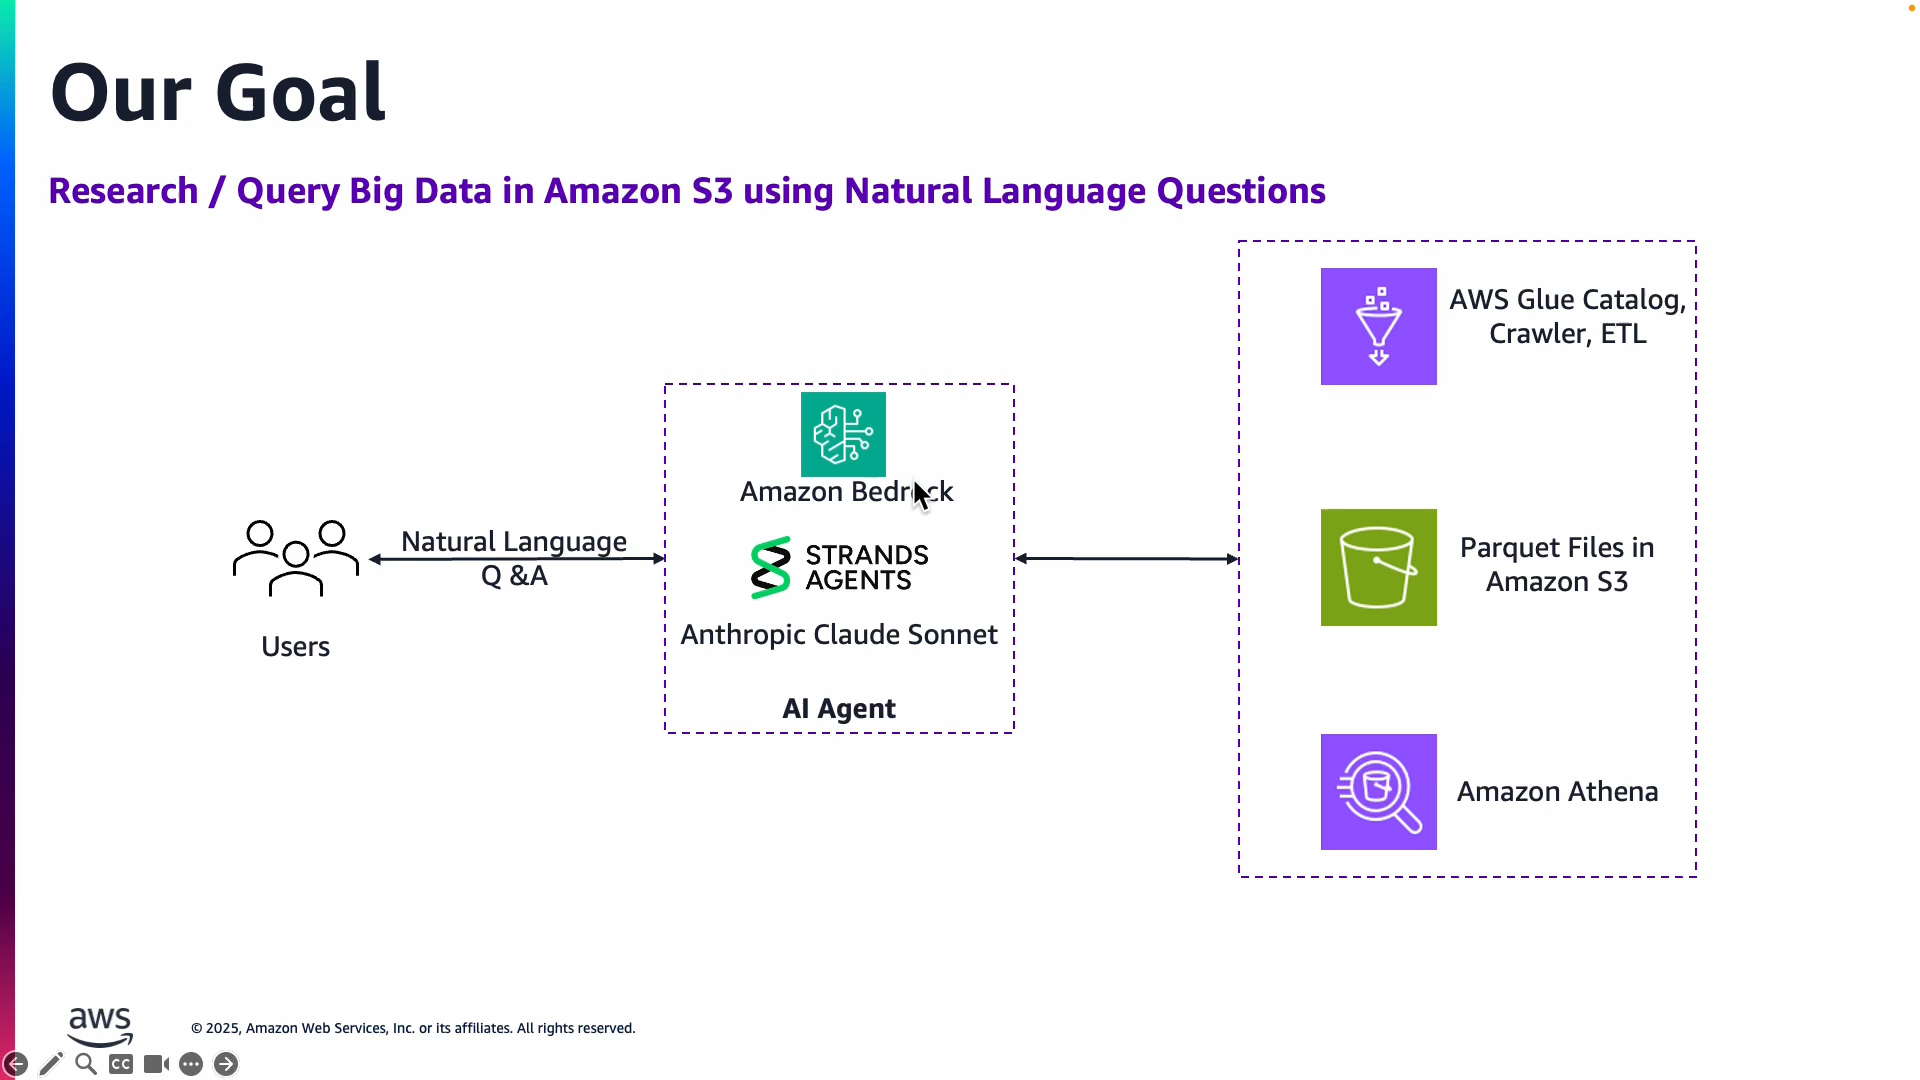 Our Goal
Research / Query Big Data in Amazon S3 using Natural Language Questions
AWS Glue Catalog,
Crawler, ETL
Amazon Bedrock
Natural Language
Q &A
STRANDS
AGENTS
Parquet Files in
Amazon S3
Users
Anthropic Claude Sonnet
AI Agent
Amazon Athena
aws
© 2025, Amazon Web Services, Inc. or its affiliates. All rights reserved.
CC